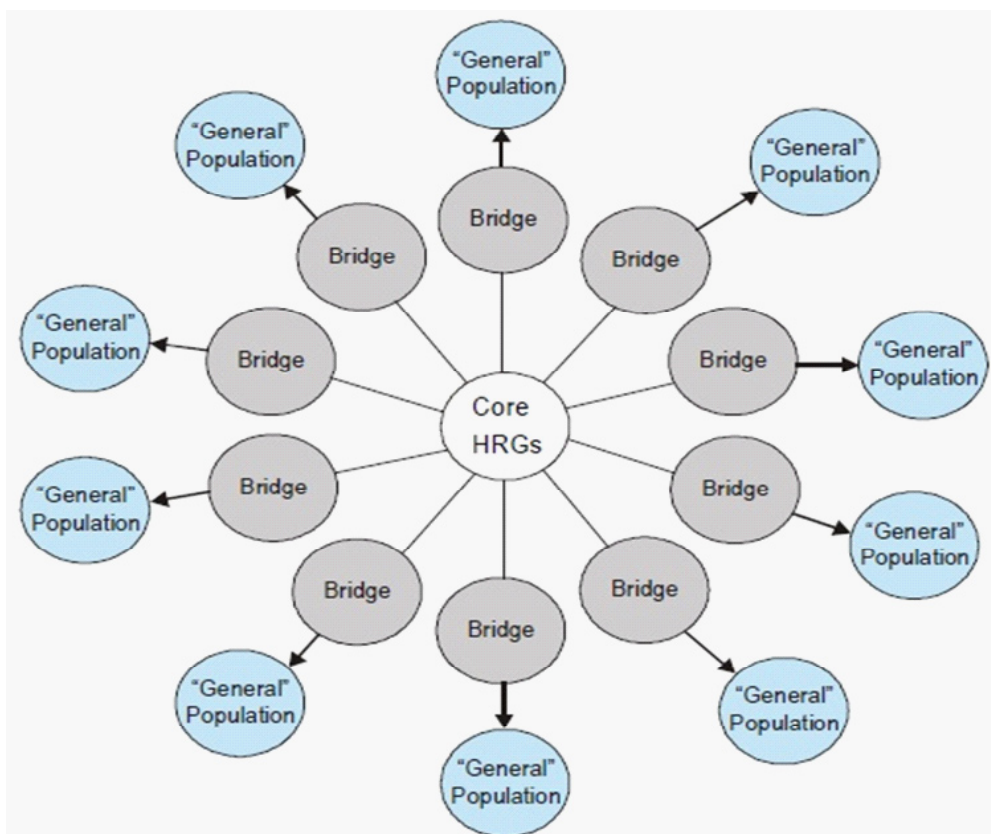 “General”
Population
“General”
Population
“General”
Population
Bridge
Bridge
Bridge
“General”
Population
Bridge
Bridge
“General”
Population
Core
HRGs
“General”
Population
Bridge
Bridge
“General”
Population
Bridge
Bridge
Bridge
“General”
Population
“General”
Population
“General”
Population